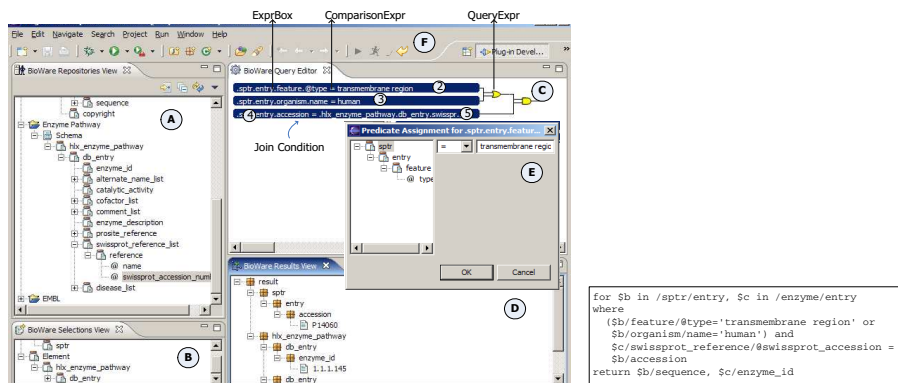 ExprBox ComparisonExpr QueryExpr
File Edit Navigate Search Project Run Window Help
F
Plug-in Devel... »
BioWare Repositories View
sequence
copyright
A
Enzyme Pathway
Schema
hlx_enzyme_pathway
db_entry
enzyme_id
alternate_name_list
catalytic_activity
cofactor_list
comment_list
enzyme_description
prosite_reference
swissprot_reference_list
reference
@ name
@ swissprot_accession_numl
disease_list
EMBL
BioWare Selections View
sptr
Element
B
hlx_enzyme_pathway
db_entry
BioWare Query Editor
.sptr.entry.feature.@type = transmembrane region 2
.sptr.entry.organism.name = human 3
4 entry.accession = .hlx_enzyme_pathway.db_entry.swisspr. 5
C
Join Condition
Predicate Assignment for .sptr.entry.featur...
sptr
entry
feature
@ type
= transmembrane regic
E
OK Cancel
BioWare Results View
result
sptr
entry
accession
P14060
hlx_enzyme_pathway
db_entry
enzyme_id
1.1.1.145
db_entry
D
for $b in /sptr/entry, $c in /enzyme/entry
where
($b/feature/@type='transmembrane region' or
$b/organism/name='human') and
$c/swissprot_reference/@swissprot_accession =
$b/accession
return $b/sequence, $c/enzyme_id